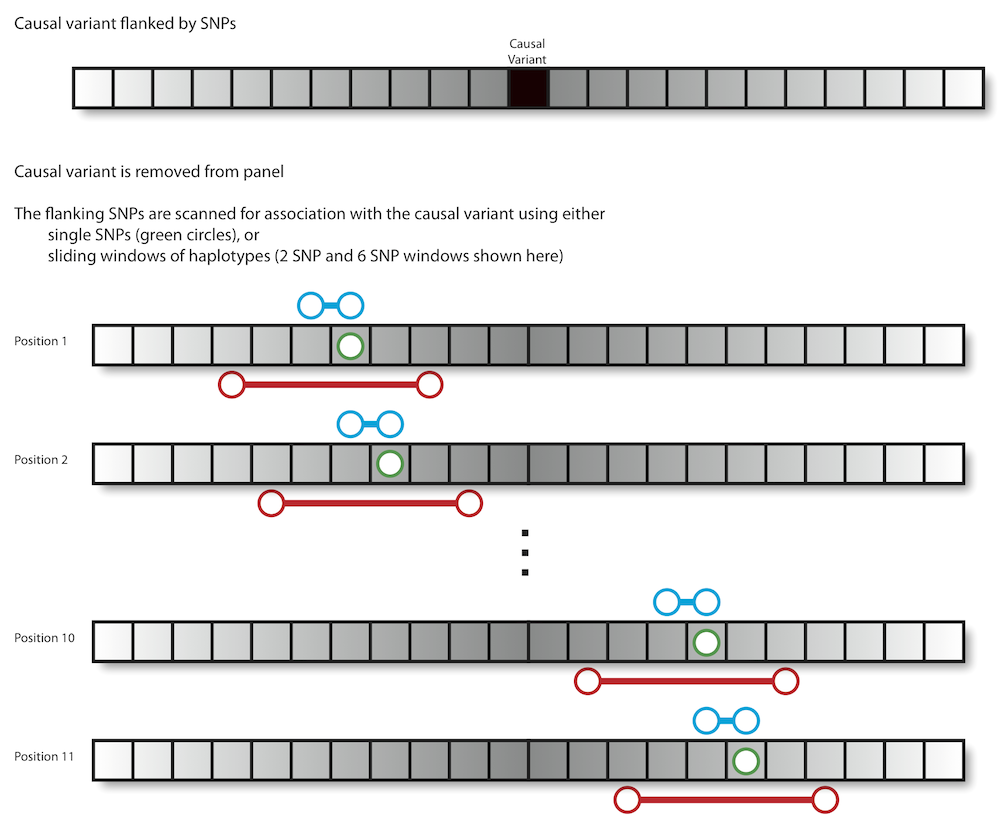 Causal variant flanked by SNPs
Causal
Variant
Causal variant is removed from panel
The flanking SNPs are scanned for association with the causal variant using either
single SNPs (green circles), or
sliding windows of haplotypes (2 SNP and 6 SNP windows shown here)
Position 1
Position 2
Position 10
Position 11